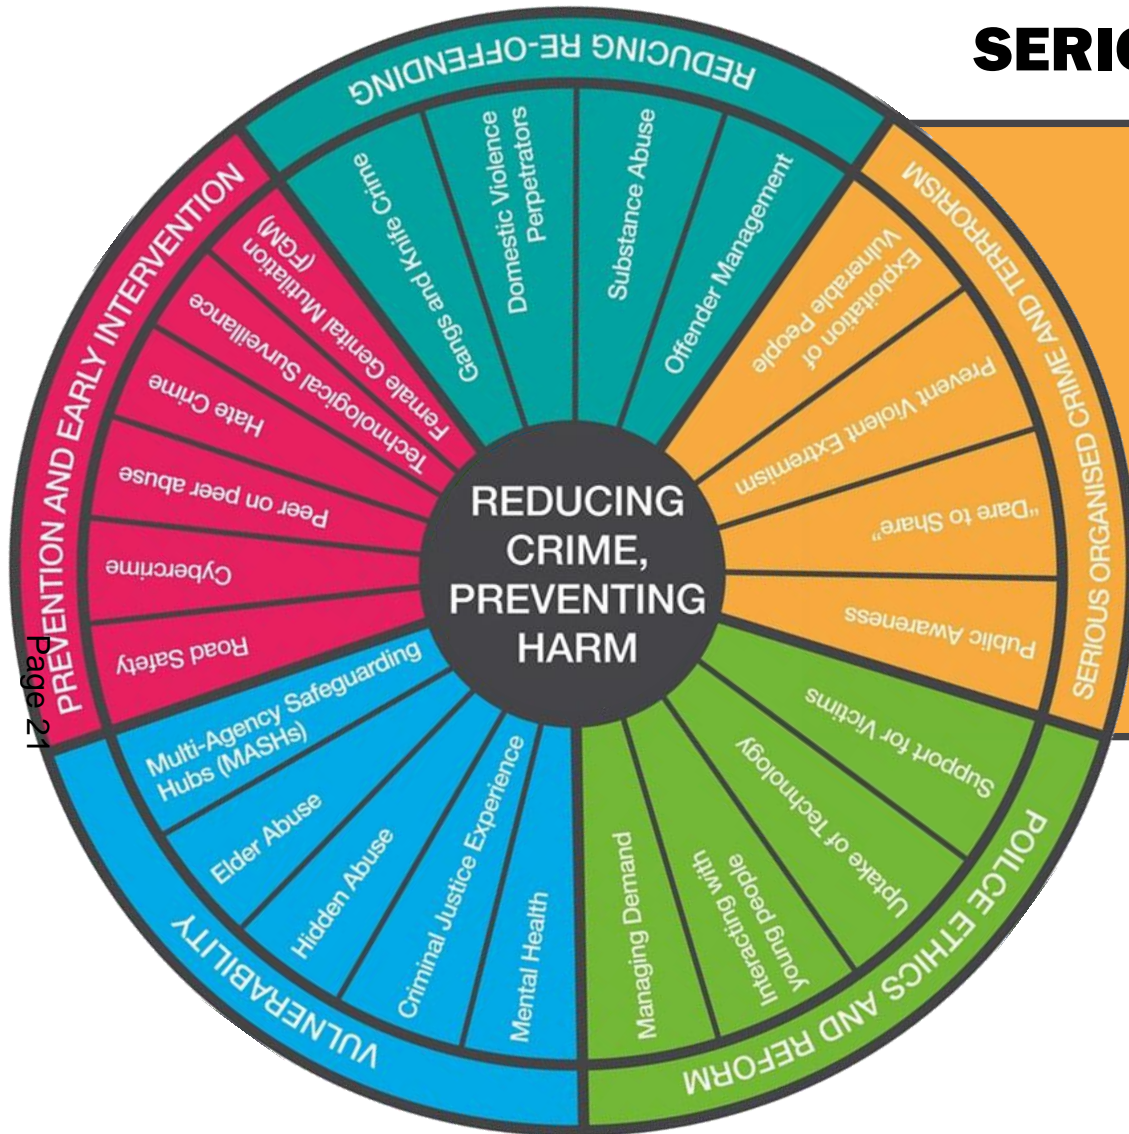 SERIO
REDUCING RE-OFFENDING
Gangs and Knife Crime
Domestic Violence
Perpetrators
Substance Abuse
Offender Management
SERIOUS ORGANISED CRIME AND TERRRORISM
Exploitation of
Vulnerable People
Prevent Violent Extremism
“Dare to Share”
Public Awareness
POILCE ETHICS AND REFORM
Support for Victims
Uptake of Technology
Interacting with
young people
Managing Demand
VULNERABILITY
Mental Health
Criminal Justice Experience
Hidden Abuse
Elder Abuse
Multi-Agency Safeguarding
Hubs (MASHs)
PREVENTION AND EARLY INTERVENTION
Road Safety
Cybercrime
Peer on peer abuse
Hate Crime
Technological Surveillance
Female Genital Mutilation
(FGM)
REDUCING
CRIME,
PREVENTING
HARM
Page 21